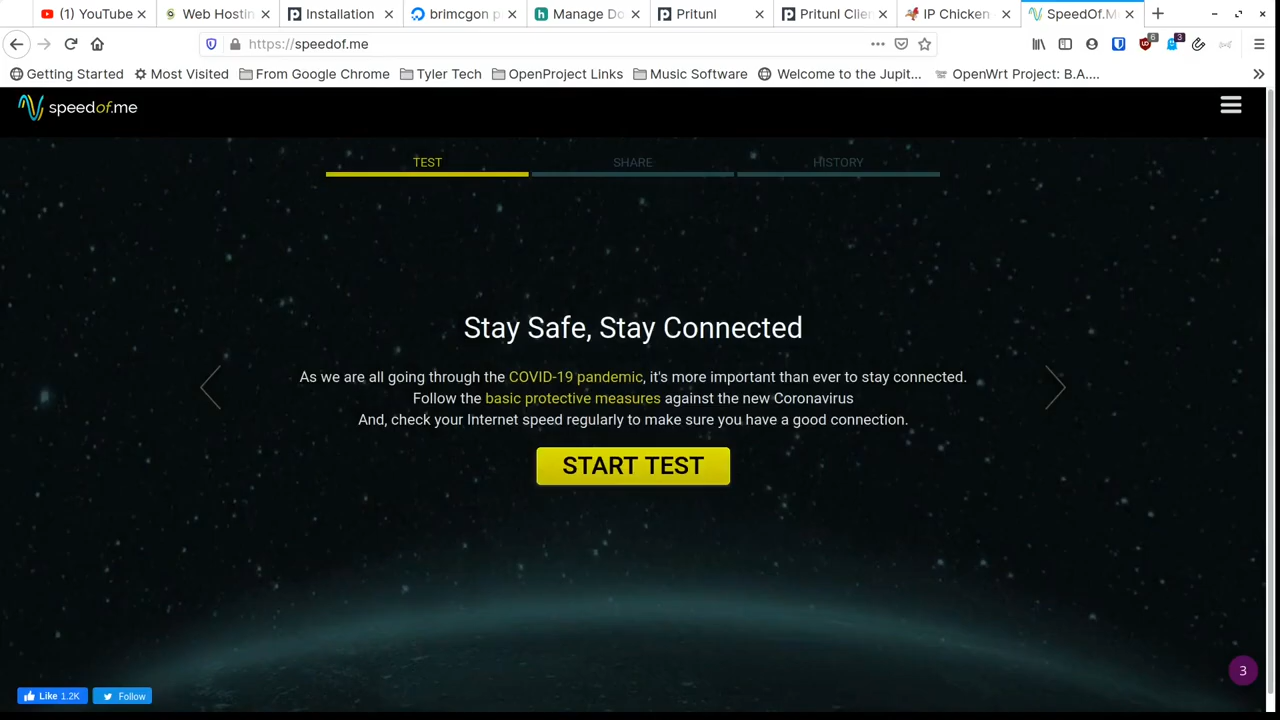 (1) YouTube
Web Hostin
Installation
brimcgon p
Manage Do
Pritunl
Pritunl Clie
IP Chicken
SpeedOf.M
https://speedof.me
6
3
Getting Started
Most Visited
From Google Chrome
Tyler Tech
OpenProject Links
Music Software
Welcome to the Jupit...
OpenWrt Project: B.A....
speedof.me
TEST
SHARE
HISTORY
Stay Safe, Stay Connected
As we are all going through the COVID-19 pandemic, it's more important than ever to stay connected.
Follow the basic protective measures against the new Coronavirus
And, check your Internet speed regularly to make sure you have a good connection.
START TEST
Like 1.2K
Follow
3